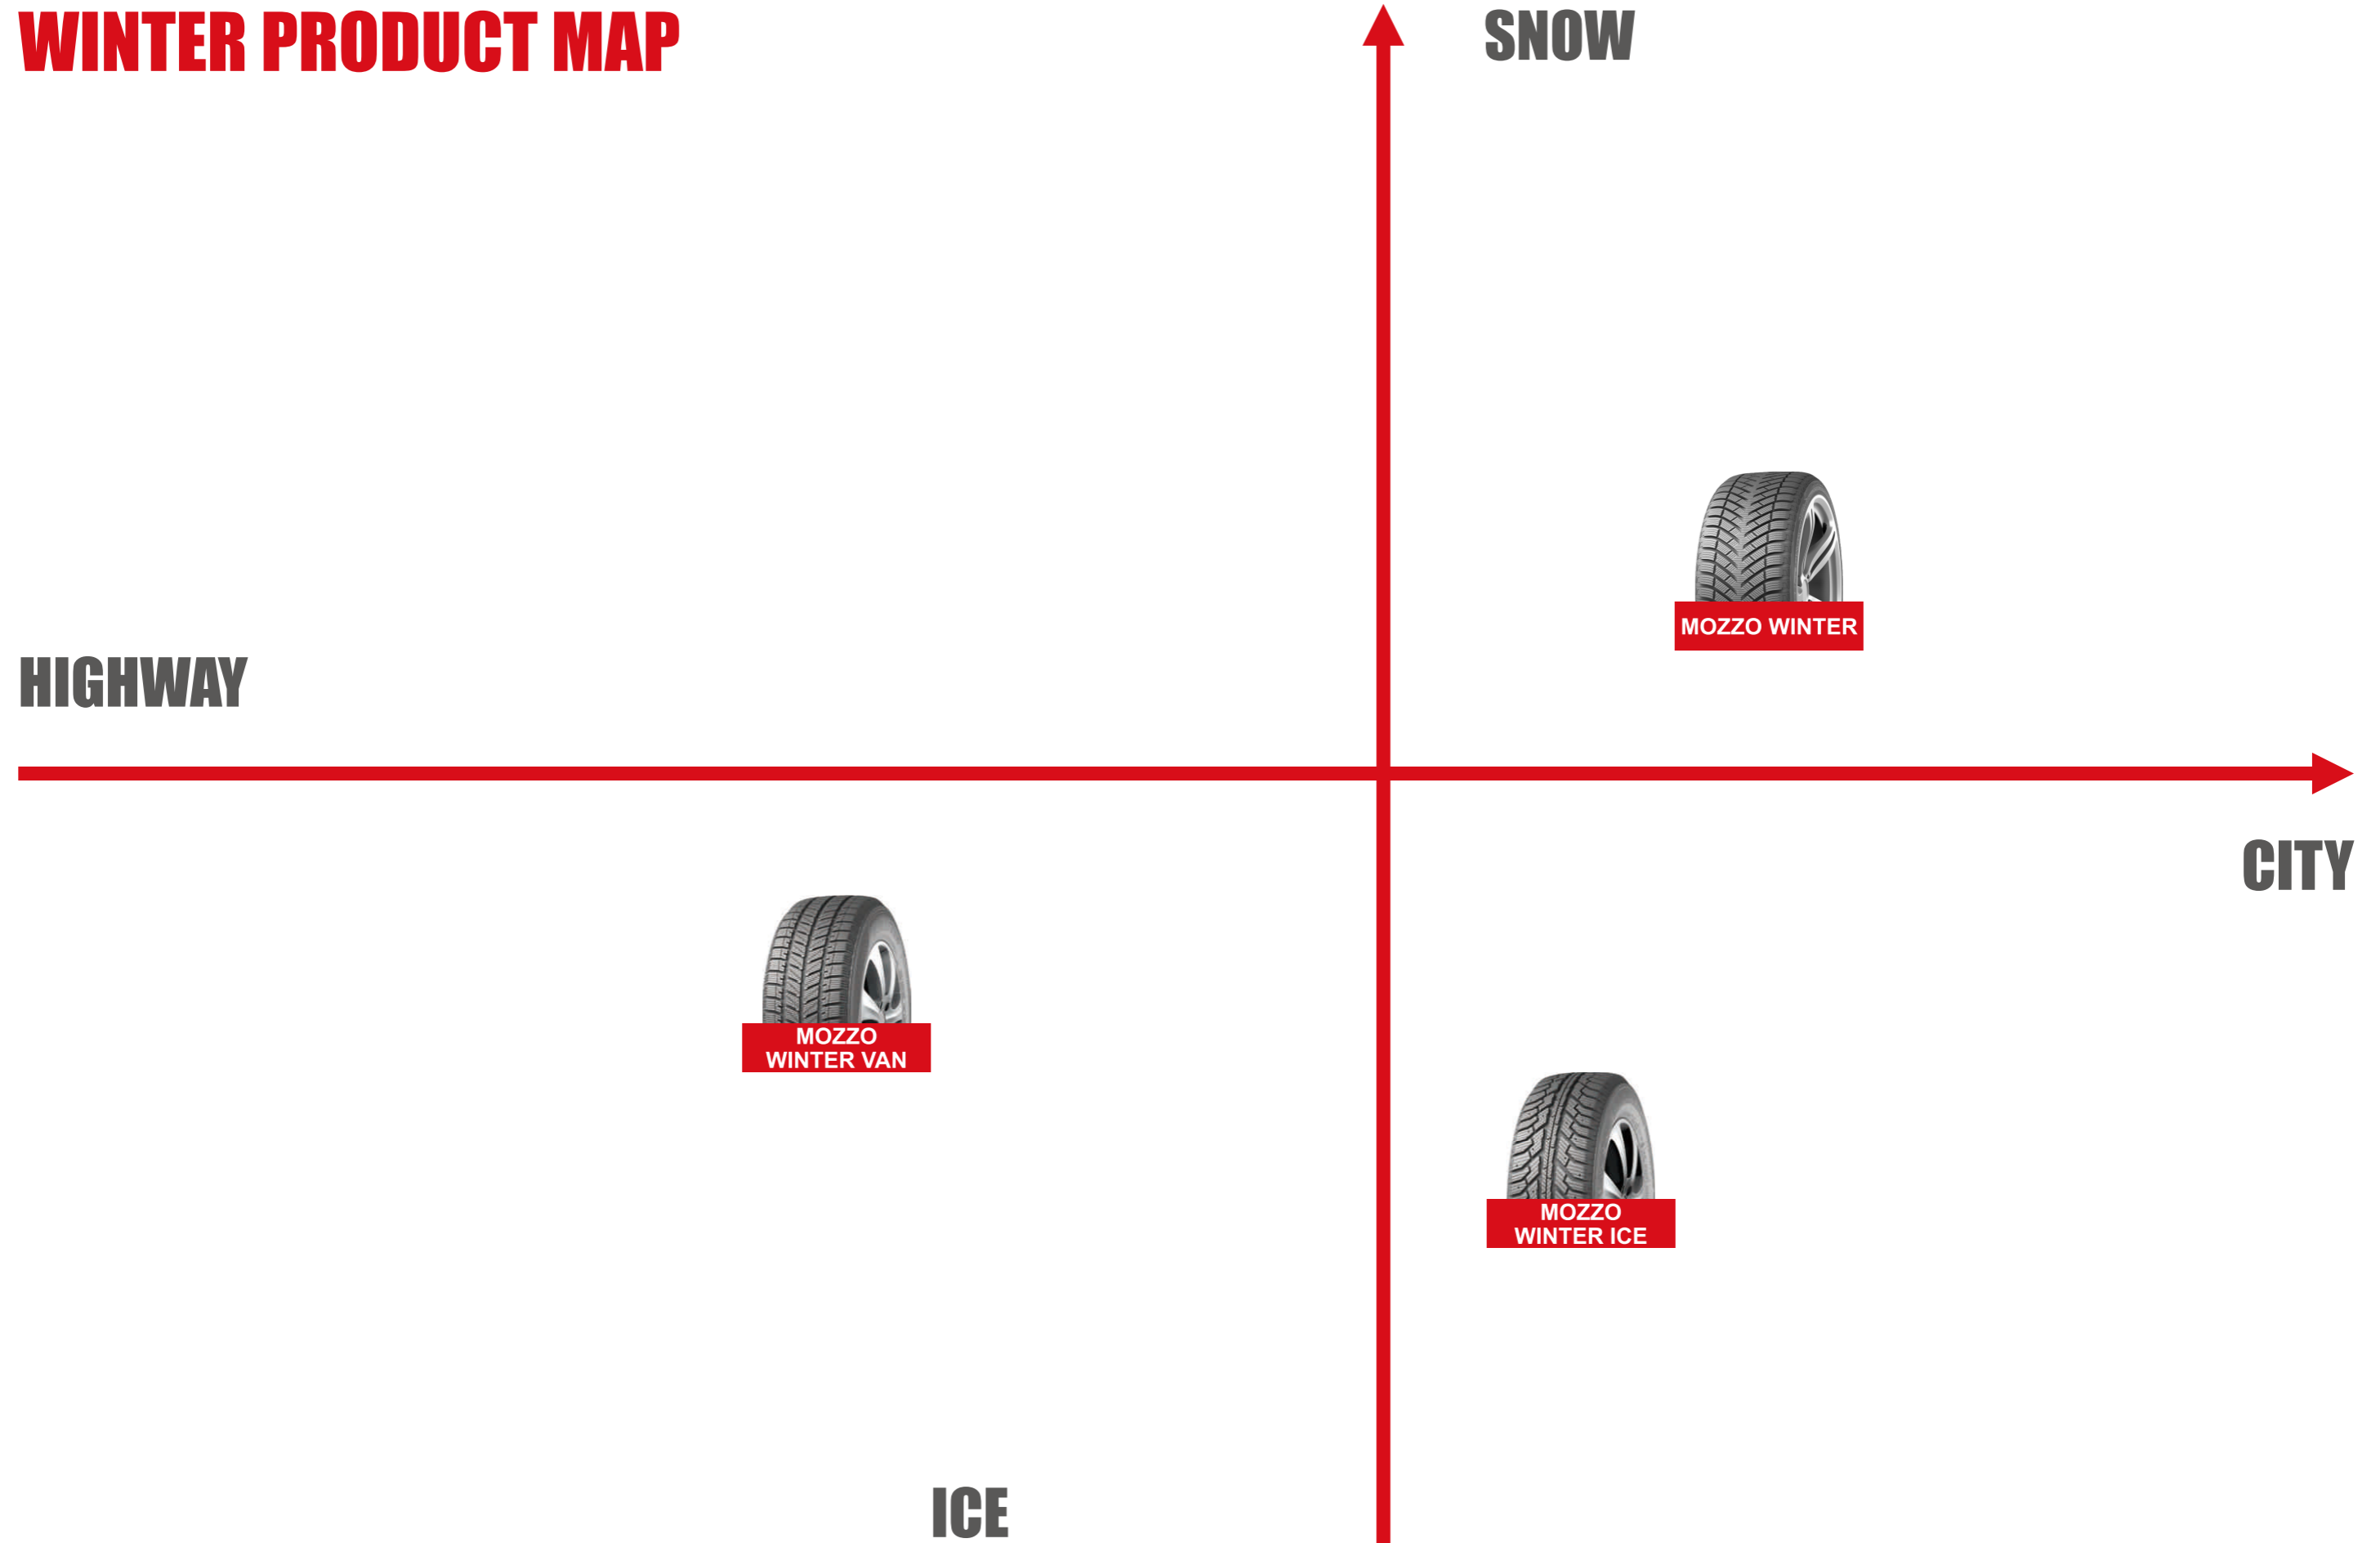 WINTER PRODUCT MAP
SNOW
MOZZO WINTER
HIGHWAY
CITY
MOZZO
WINTER VAN
MOZZO
WINTER ICE
ICE